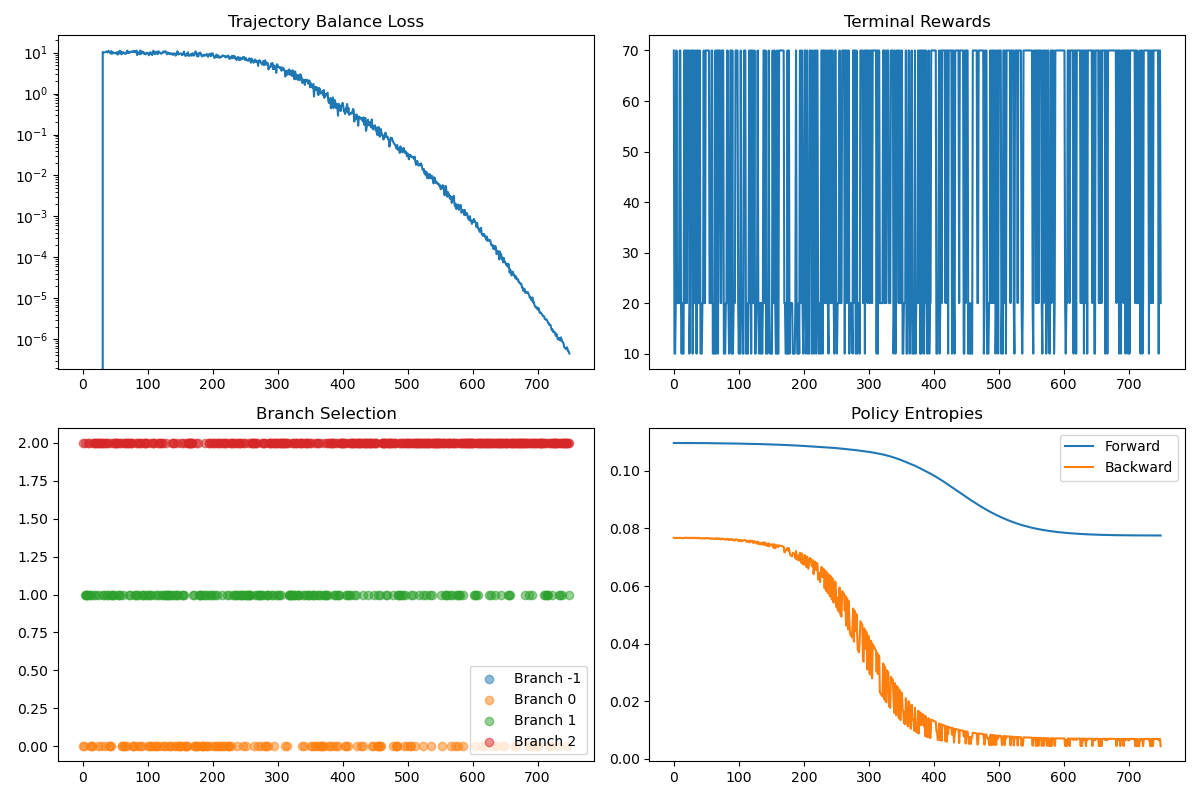 Trajectory Balance Loss
10¹
10⁰
10⁻¹
10⁻²
10⁻³
10⁻⁴
10⁻⁵
10⁻⁶
0 100 200 300 400 500 600 700
Terminal Rewards
70
60
50
40
30
20
10
0 100 200 300 400 500 600 700
Branch Selection
2.00
1.75
1.50
1.25
1.00
0.75
0.50
0.25
0.00
Branch -1
Branch 0
Branch 1
Branch 2
0 100 200 300 400 500 600 700
Policy Entropies
Forward
Backward
0.10
0.08
0.06
0.04
0.02
0.00
0 100 200 300 400 500 600 700